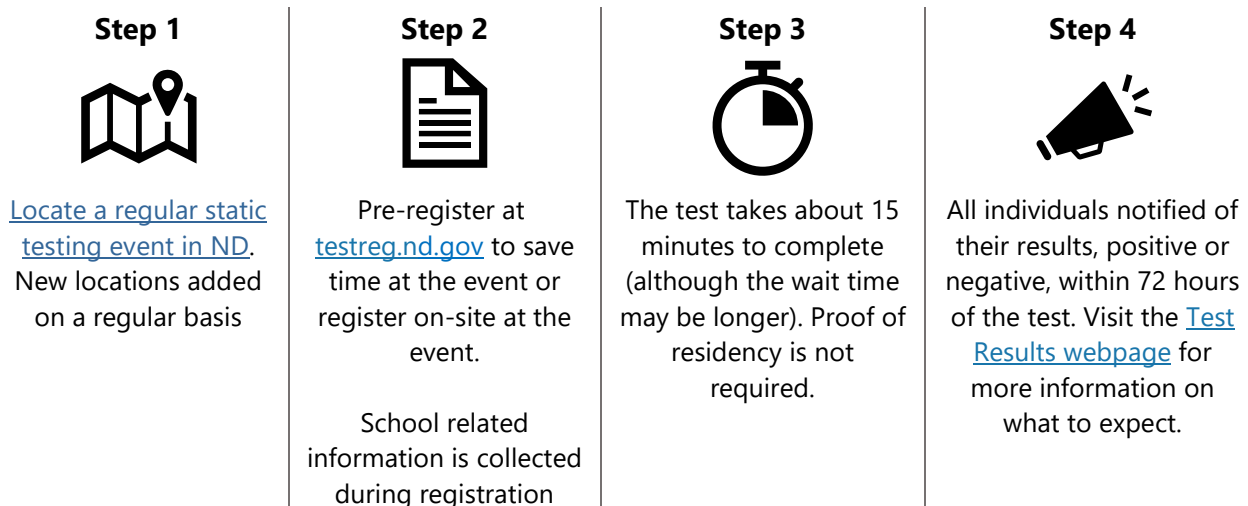 Step 1
Locate a regular static
testing event in ND.
New locations added
on a regular basis
Step 2
Pre-register at
testreg.nd.gov to save
time at the event or
register on-site at the
event.
School related
information is collected
during registration
Step 3
The test takes about 15
minutes to complete
(although the wait time
may be longer). Proof of
residency is not
required.
Step 4
All individuals notified of
their results, positive or
negative, within 72 hours
of the test. Visit the Test
Results webpage for
more information on
what to expect.